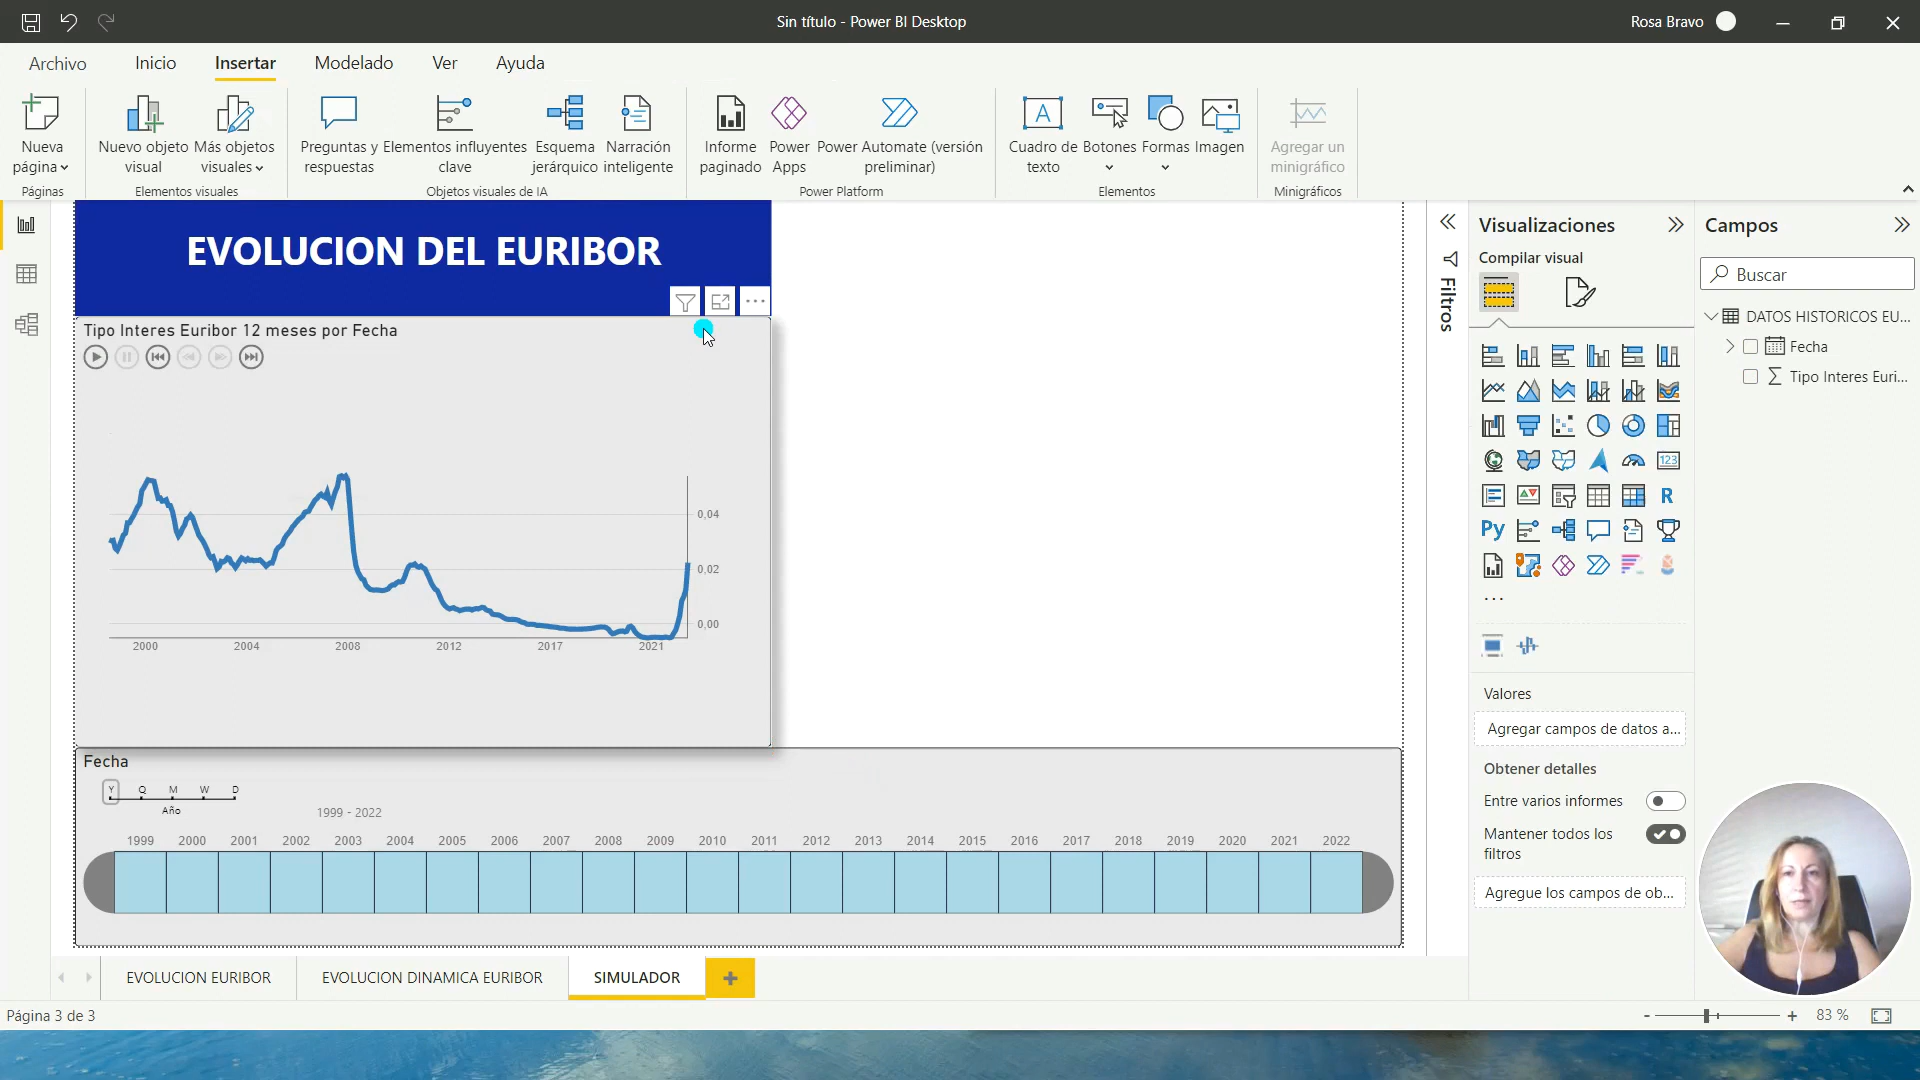 Sin título - Power BI Desktop
Rosa Bravo
Archivo Inicio Insertar Modelado Ver Ayuda
Nueva página
Nuevo objeto visual
Más objetos visuales
Preguntas y respuestas
Elementos influyentes clave
Esquema jerárquico
Narración inteligente
Informe paginado
Power Apps
Power Automate (versión preliminar)
Cuadro de texto
Botones
Formas
Imagen
Agregar un minigráfico
Páginas
Elementos visuales
Objetos visuales de IA
Power Platform
Elementos
Minigráficos
EVOLUCION DEL EURIBOR
Tipo Interes Euribor 12 meses por Fecha
0,04
0,02
0,00
2000 2004 2008 2012 2017 2021
Fecha
Y Q M W D
Año
1999 - 2022
1999 2000 2001 2002 2003 2004 2005 2006 2007 2008 2009 2010 2011 2012 2013 2014 2015 2016 2017 2018 2019 2020 2021 2022
Filtros
Visualizaciones
Compilar visual
123
R
Py
...
Valores
Agregar campos de datos a...
Obtener detalles
Entre varios informes
Mantener todos los filtros
Agregue los campos de ob...
Campos
Buscar
DATOS HISTORICOS EU...
Fecha
Tipo Interes Euri...
EVOLUCION EURIBOR
EVOLUCION DINAMICA EURIBOR
SIMULADOR
Página 3 de 3
83 %